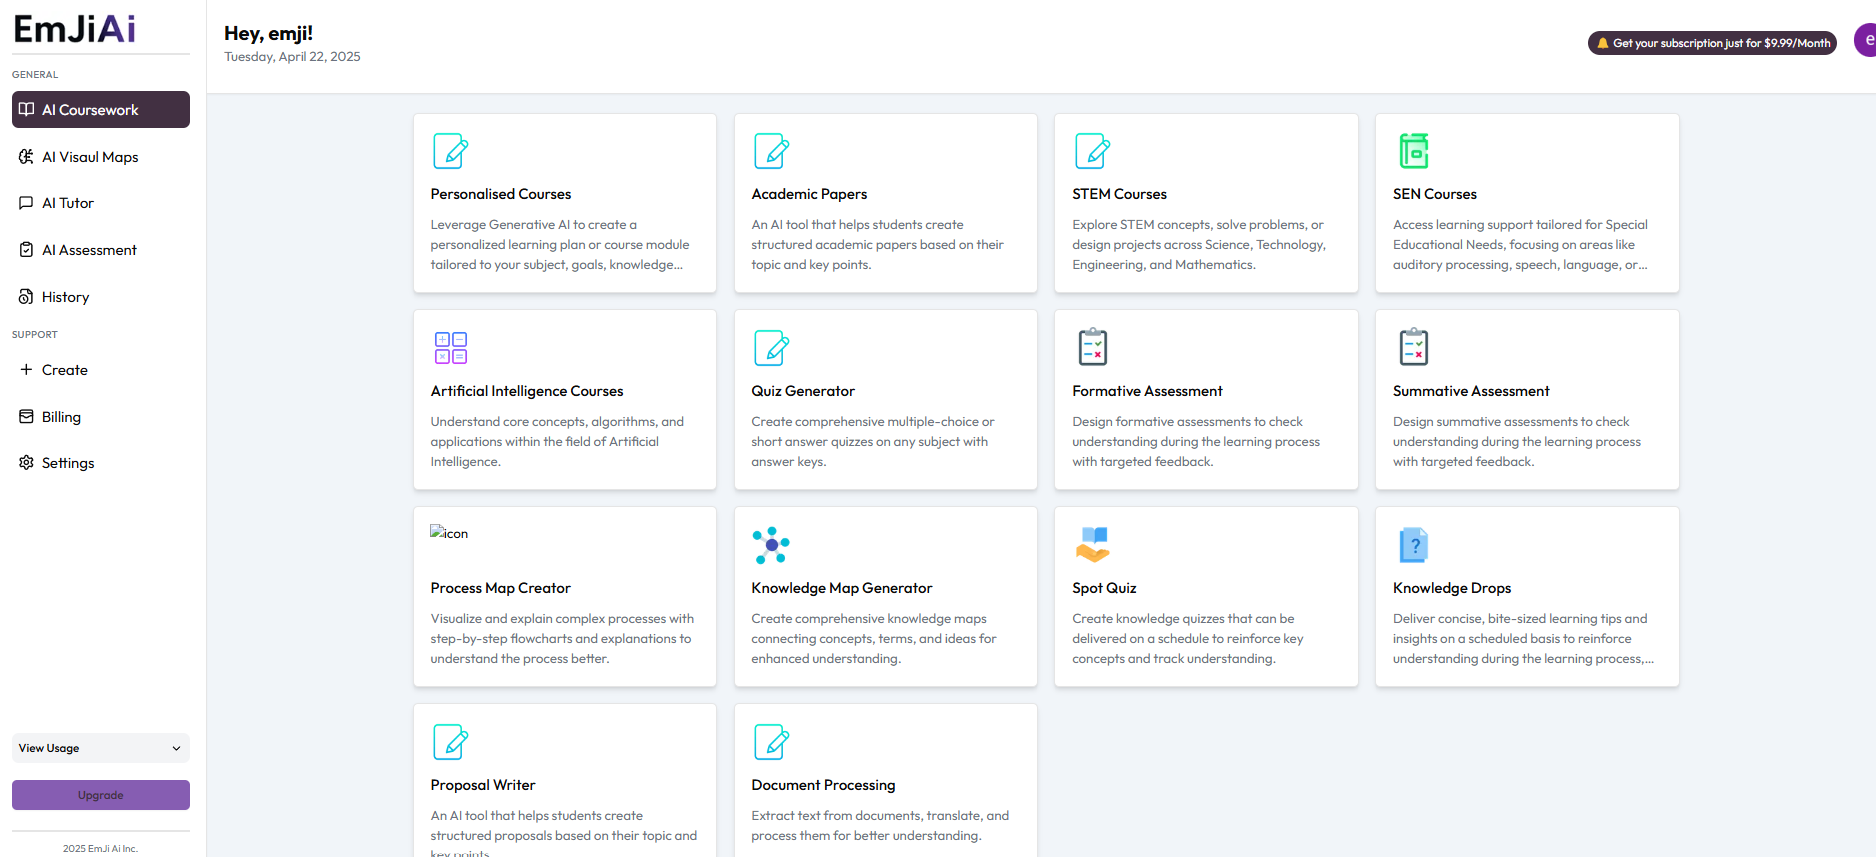 EmJiAi
GENERAL
AI Coursework
AI Visaul Maps
AI Tutor
AI Assessment
History
SUPPORT
Create
Billing
Settings
View Usage
Upgrade
2025 EmJi Ai Inc.
Hey, emji!
Tuesday, April 22, 2025
Get your subscription just for $9.99/Month
e
Personalised Courses
Leverage Generative AI to create a
personalized learning plan or course module
tailored to your subject, goals, knowledge...
Academic Papers
An AI tool that helps students create
structured academic papers based on their
topic and key points.
STEM Courses
Explore STEM concepts, solve problems, or
design projects across Science, Technology,
Engineering, and Mathematics.
SEN Courses
Access learning support tailored for Special
Educational Needs, focusing on areas like
auditory processing, speech, language, or...
Artificial Intelligence Courses
Understand core concepts, algorithms, and
applications within the field of Artificial
Intelligence.
Quiz Generator
Create comprehensive multiple-choice or
short answer quizzes on any subject with
answer keys.
Formative Assessment
Design formative assessments to check
understanding during the learning process
with targeted feedback.
Summative Assessment
Design summative assessments to check
understanding during the learning process
with targeted feedback.
icon
Process Map Creator
Visualize and explain complex processes with
step-by-step flowcharts and explanations to
understand the process better.
Knowledge Map Generator
Create comprehensive knowledge maps
connecting concepts, terms, and ideas for
enhanced understanding.
Spot Quiz
Create knowledge quizzes that can be
delivered on a schedule to reinforce key
concepts and track understanding.
?
Knowledge Drops
Deliver concise, bite-sized learning tips and
insights on a scheduled basis to reinforce
understanding during the learning process,...
Proposal Writer
An AI tool that helps students create
structured proposals based on their topic and
key points.
Document Processing
Extract text from documents, translate, and
process them for better understanding.